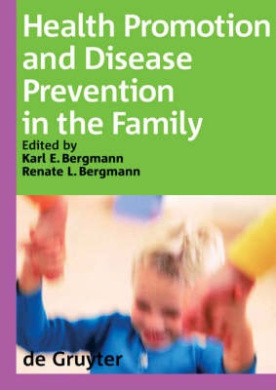 Health Promotion
and Disease
Prevention
in the Family
Edited by
Karl E. Bergmann
Renate L. Bergmann
de Gruyter